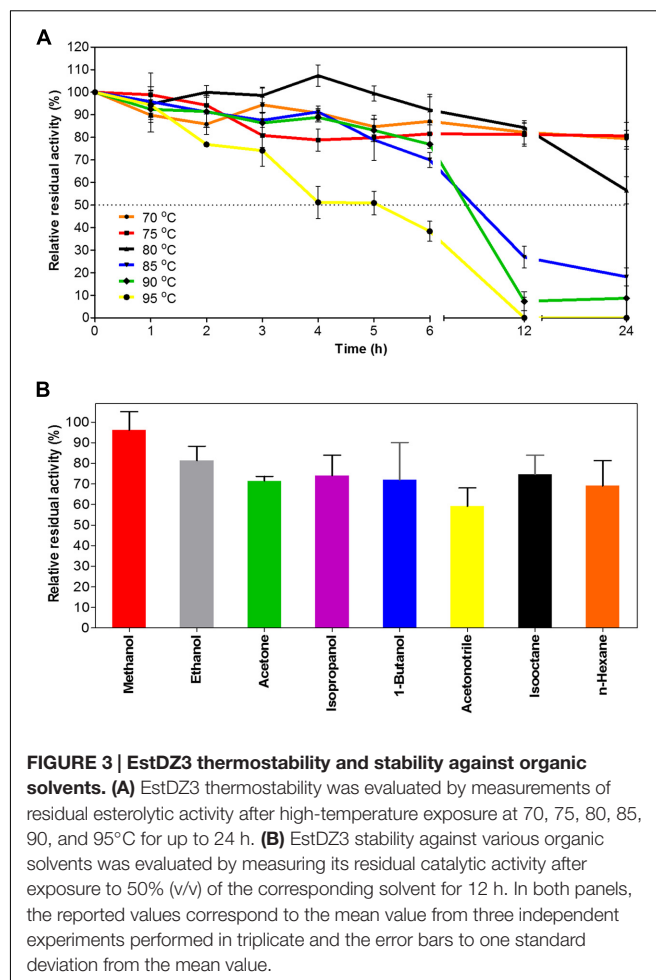 A
120
110
100
90
80
70
60
50
40
30
20
10
0
Relative residual activity (%)
70 °C
75 °C
80 °C
85 °C
90 °C
95 °C
0 1 2 3 4 5 6 12 24
Time (h)
B
100
90
80
70
60
50
40
30
20
10
0
Relative residual activity (%)
Methanol
Ethanol
Acetone
Isopropanol
1-Butanol
Acetonotrile
Isooctane
n-Hexane
FIGURE 3 | EstDZ3 thermostability and stability against organic
solvents. (A) EstDZ3 thermostability was evaluated by measurements of
residual esterolytic activity after high-temperature exposure at 70, 75, 80, 85,
90, and 95°C for up to 24 h. (B) EstDZ3 stability against various organic
solvents was evaluated by measuring its residual catalytic activity after
exposure to 50% (v/v) of the corresponding solvent for 12 h. In both panels,
the reported values correspond to the mean value from three independent
experiments performed in triplicate and the error bars to one standard
deviation from the mean value.